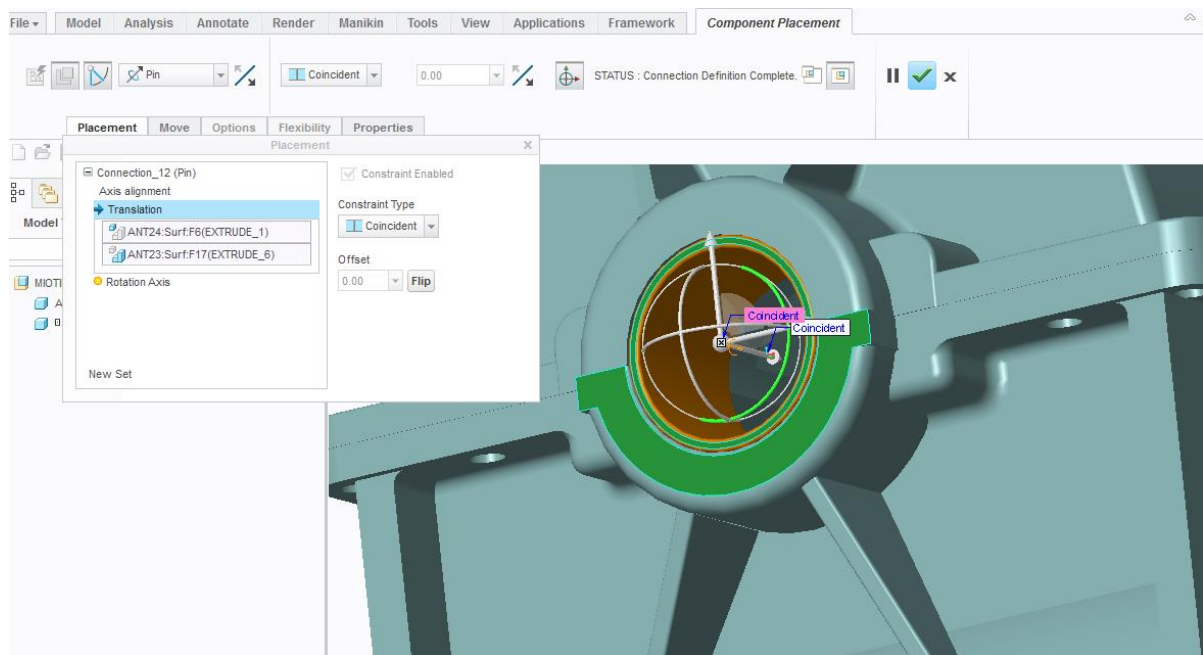 File Model Analysis Annotate Render Manikin Tools View Applications Framework Component Placement
Pin Coincident 0.00 STATUS : Connection Definition Complete.
Placement Move Options Flexibility Properties
Placement
Connection_12 (Pin)
Axis alignment
Translation
ANT24:Surf:F6(EXTRUDE_1)
ANT23:Surf:F17(EXTRUDE_6)
Rotation Axis
New Set
Constraint Enabled
Constraint Type
Coincident
Offset
0.00 Flip
Model
MIOTI
A
Coincident
Coincident